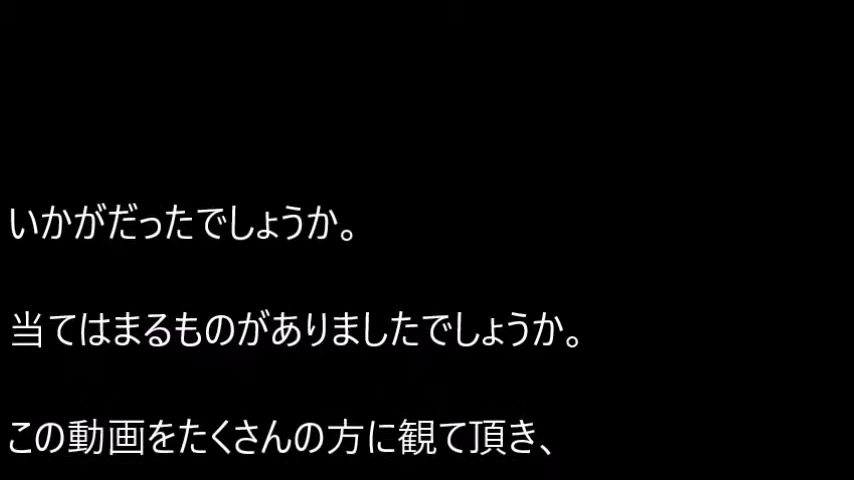 いかがだったでしょうか。
当てはまるものがありましたでしょうか。
この動画をたくさんの方に観て頂き、